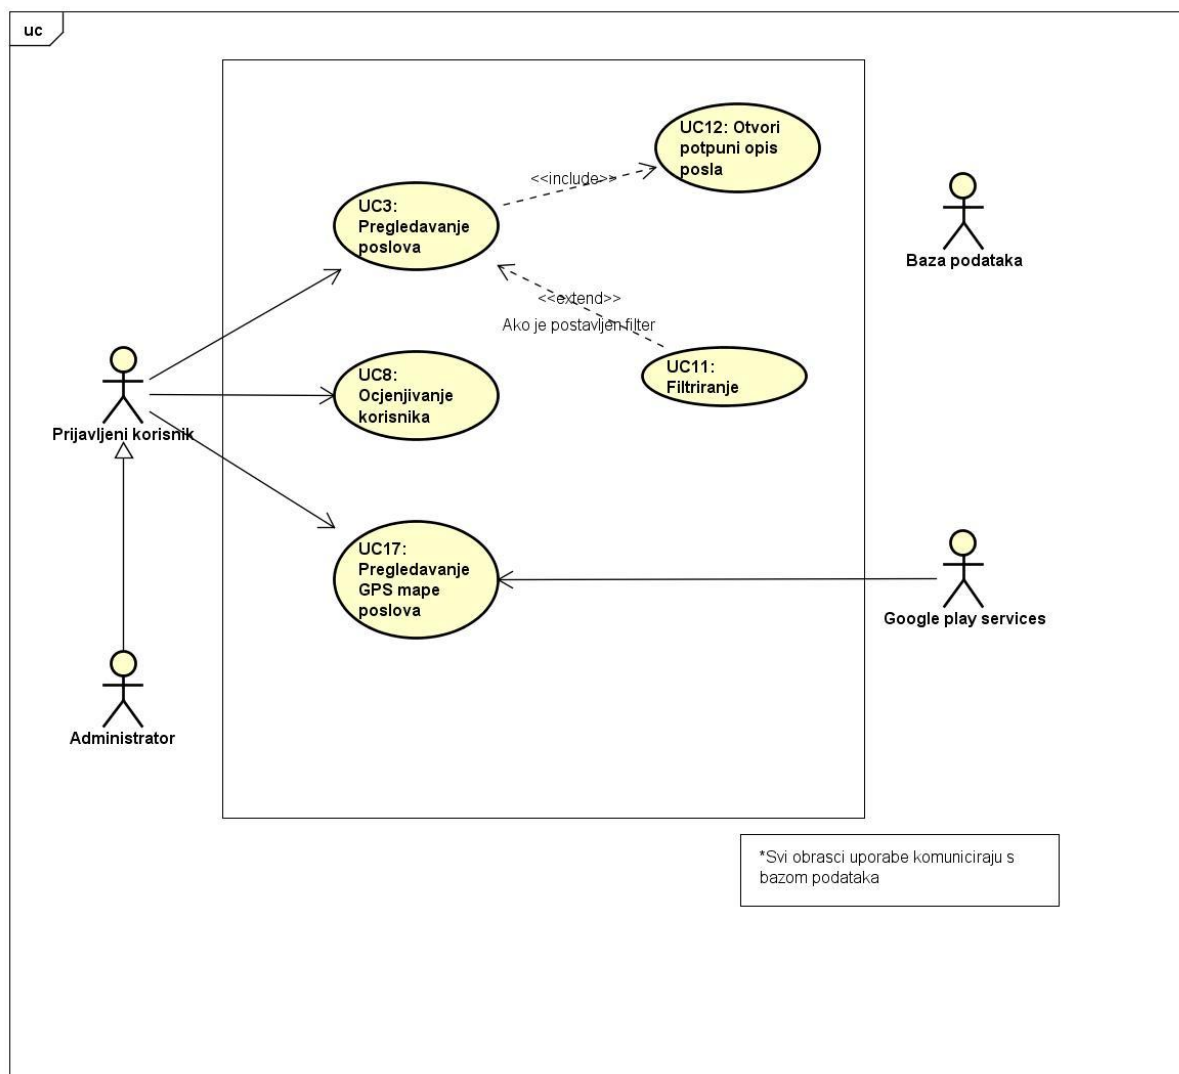 uc
UC12: Otvori
potpuni opis
posla
<<include>>
UC3:
Pregledavanje
poslova
Baza podataka
<<extend>>
Ako je postavljen filter
UC11:
Filtriranje
UC8:
Ocjenjivanje
korisnika
Prijavljeni korisnik
UC17:
Pregledavanje
GPS mape
poslova
Google play services
Administrator
*Svi obrasci uporabe komuniciraju s
bazom podataka